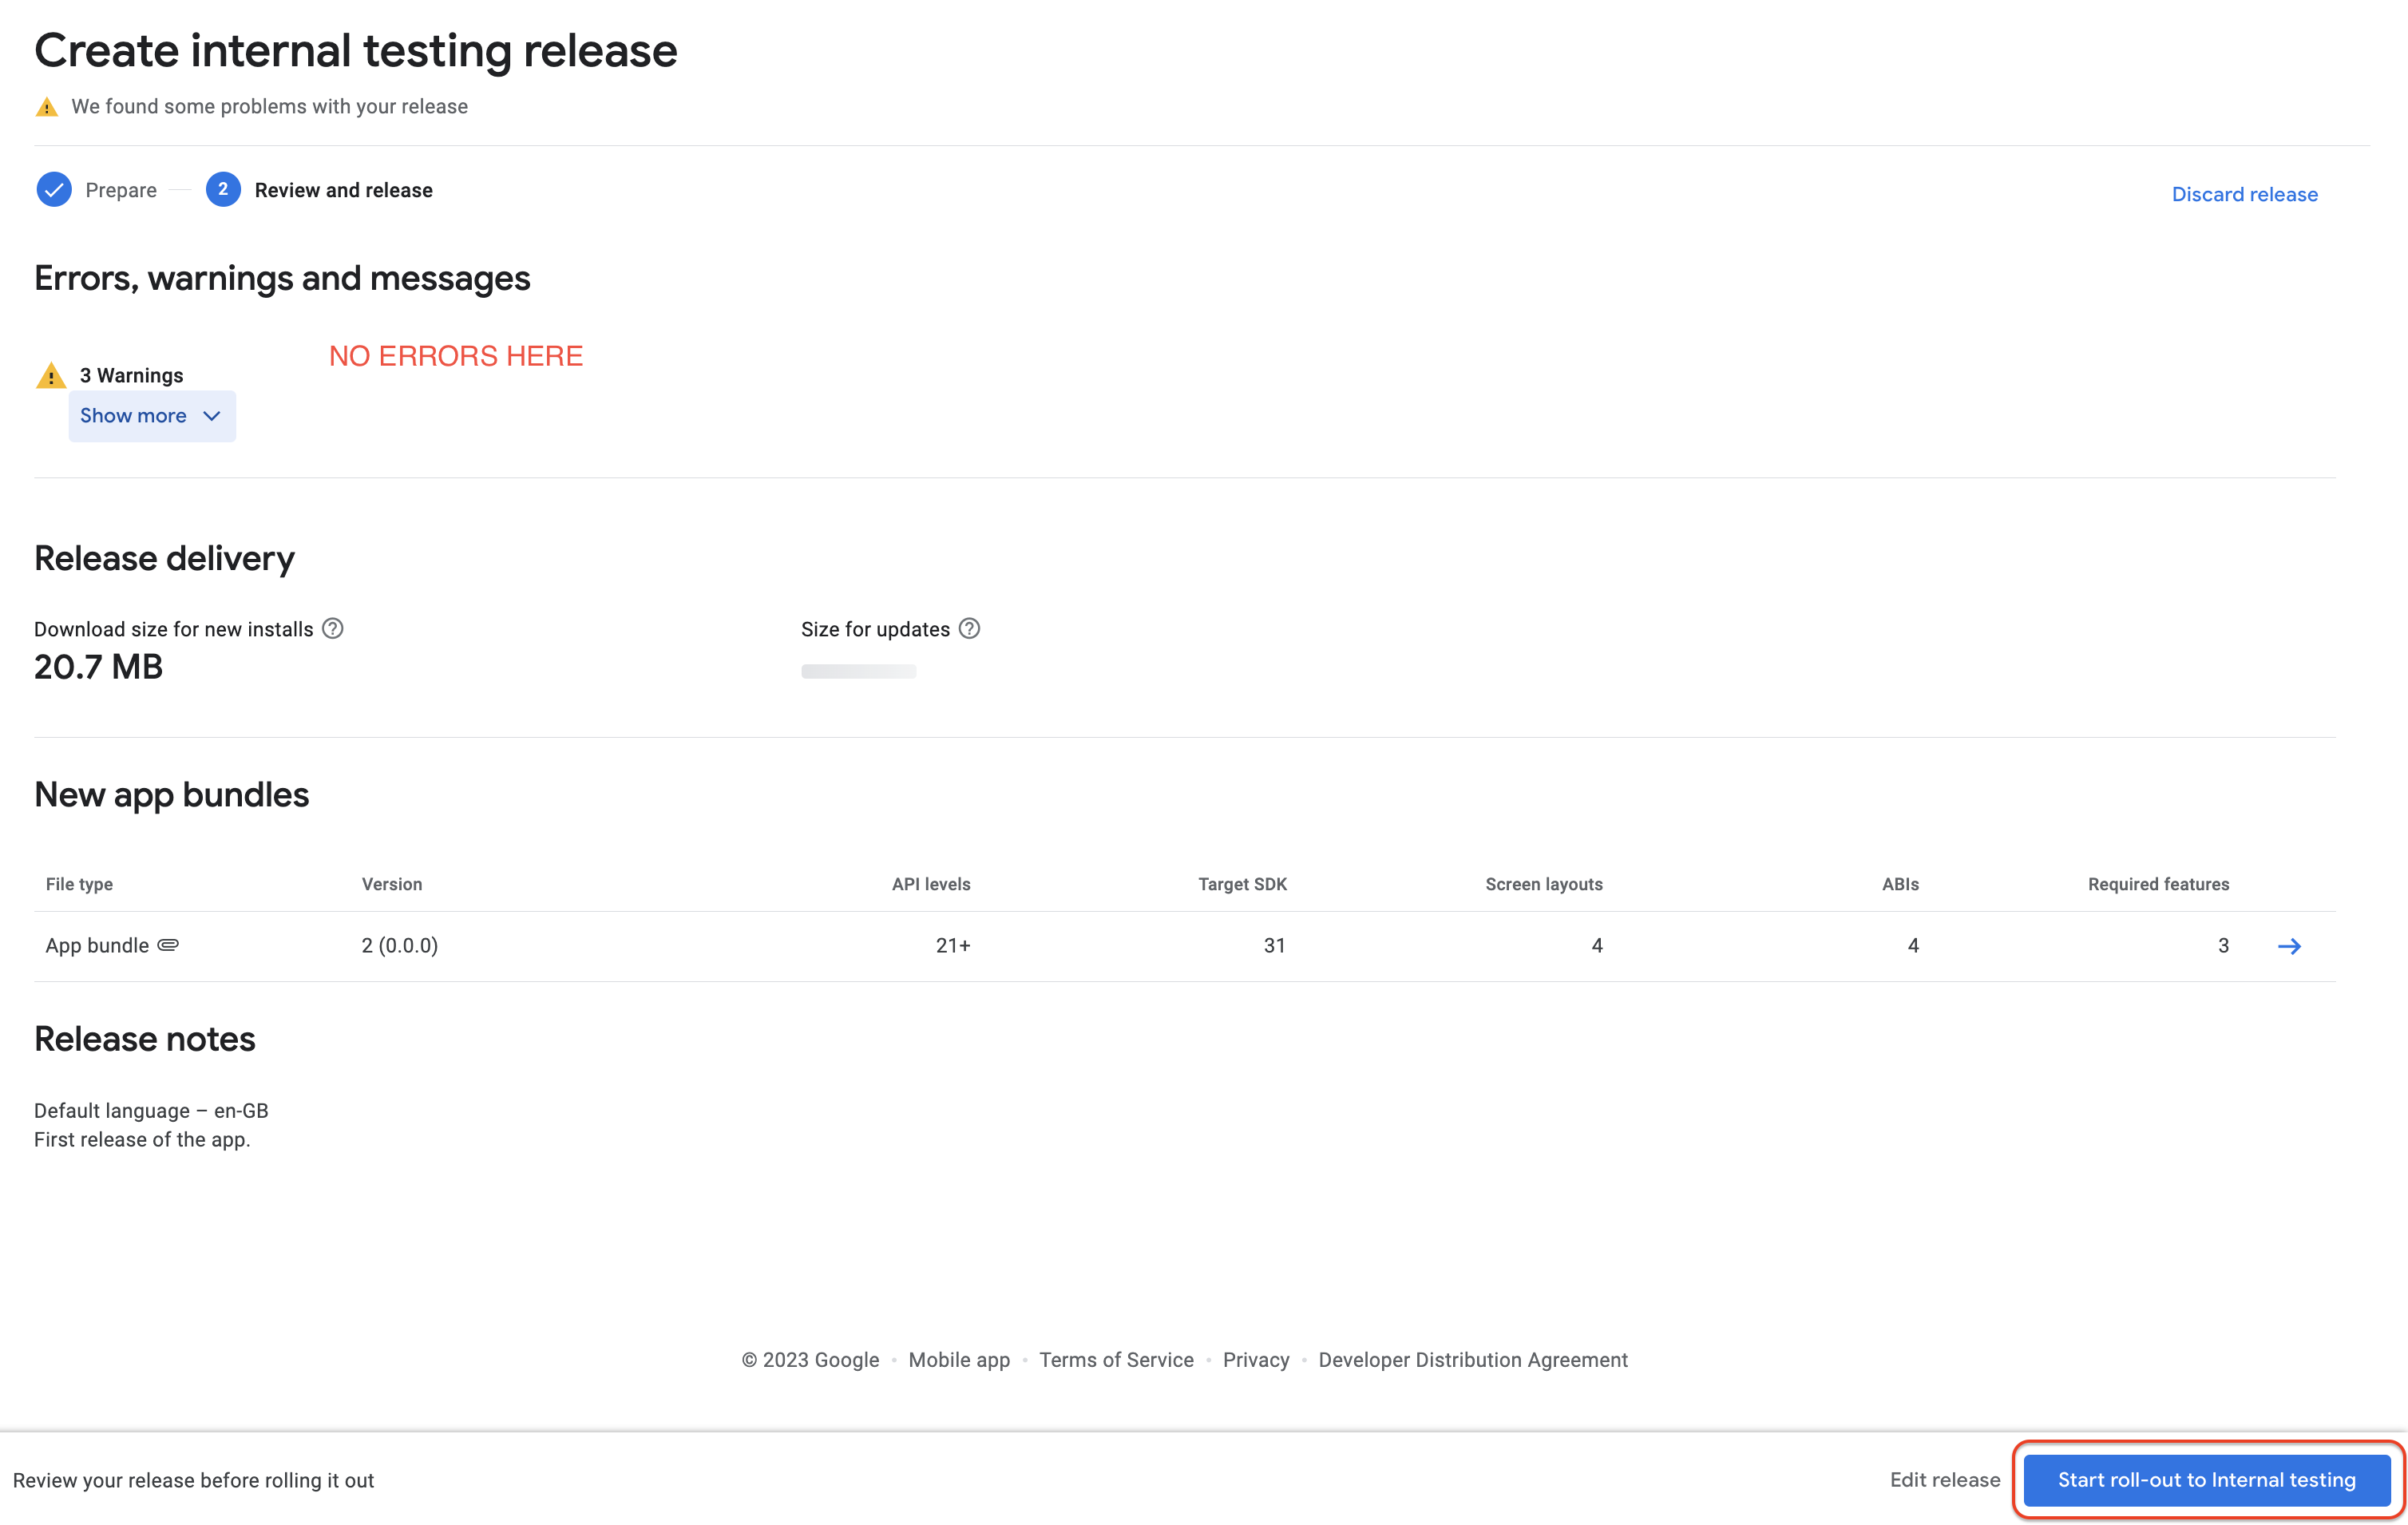 Create internal testing release
We found some problems with your release
Prepare 2 Review and release Discard release
Errors, warnings and messages
NO ERRORS HERE
3 Warnings
Show more
Release delivery
Download size for new installs ? Size for updates ?
20.7 MB
New app bundles
File type Version API levels Target SDK Screen layouts ABIs Required features
App bundle 2 (0.0.0) 21+ 31 4 4 3
Release notes
Default language – en-GB
First release of the app.
© 2023 Google • Mobile app • Terms of Service • Privacy • Developer Distribution Agreement
Review your release before rolling it out Edit release Start roll-out to Internal testing